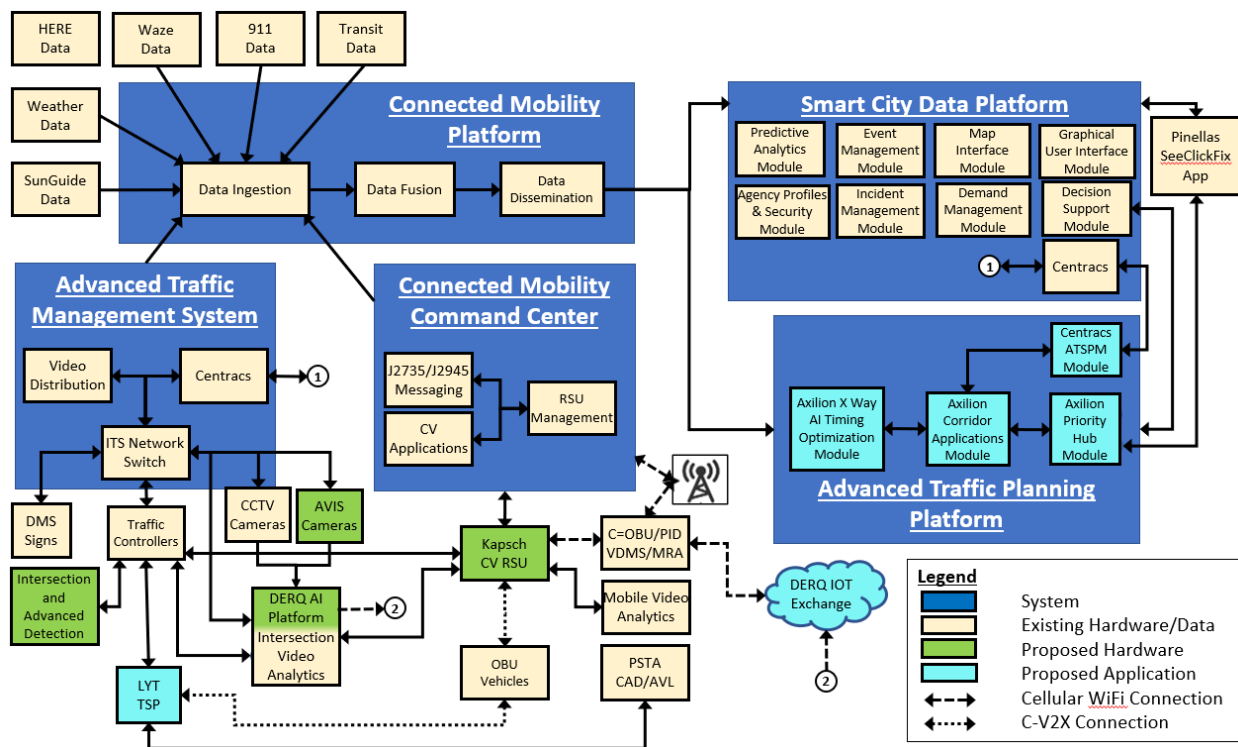 HERE
Data
Waze
Data
911
Data
Transit
Data
Weather
Data
SunGuide
Data
Connected Mobility
Platform
Data Ingestion
Data Fusion
Data
Dissemination
Smart City Data Platform
Predictive
Analytics
Module
Event
Management
Module
Map
Interface
Module
Graphical
User Interface
Module
Agency Profiles
& Security
Module
Incident
Management
Module
Demand
Management
Module
Decision
Support
Module
1
Centracs
Pinellas
SeeClickFix
App
Advanced Traffic
Management System
Video
Distribution
Centracs
1
ITS Network
Switch
Connected Mobility
Command Center
J2735/J2945
Messaging
CV
Applications
RSU
Management
Centracs
ATSPM
Module
Axilion X Way
AI Timing
Optimization
Module
Axilion
Corridor
Applications
Module
Axilion
Priority
Hub
Module
Advanced Traffic Planning
Platform
DMS
Signs
Traffic
Controllers
CCTV
Cameras
AVIS
Cameras
Intersection
and
Advanced
Detection
DERQ AI
Platform
Intersection
Video
Analytics
2
LYT
TSP
Kapsch
CV RSU
C=OBU/PID
VDMS/MRA
Mobile Video
Analytics
OBU
Vehicles
PSTA
CAD/AVL
DERQ IOT
Exchange
2
Legend
System
Existing Hardware/Data
Proposed Hardware
Proposed Application
Cellular WiFi Connection
C-V2X Connection